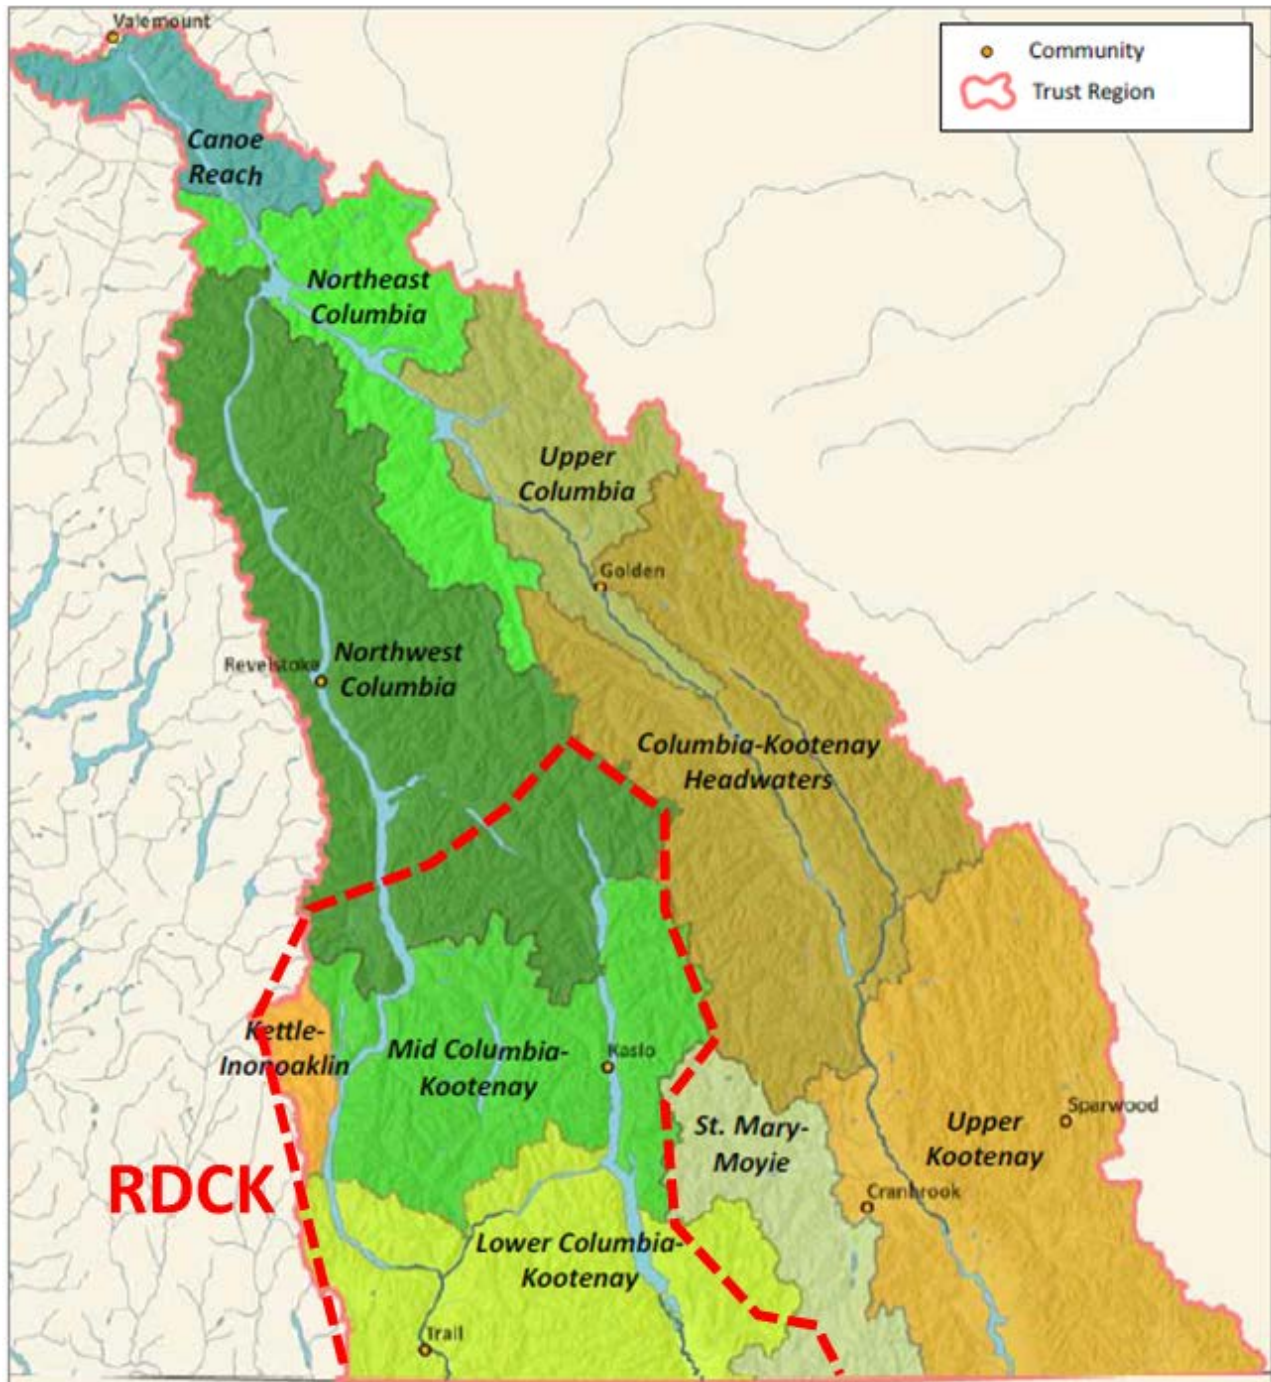 Valemount
Community
Trust Region
Canoe
Reach
Northeast
Columbia
Upper
Columbia
Golden
Revelstoke
Northwest
Columbia
Columbia-Kootenay
Headwaters
Kettle-
Inonoaklin
Mid Columbia-
Kootenay
Kaslo
St. Mary-
Moyie
Upper
Kootenay
Sparwood
RDCK
Cranbrook
Lower Columbia-
Kootenay
Trail